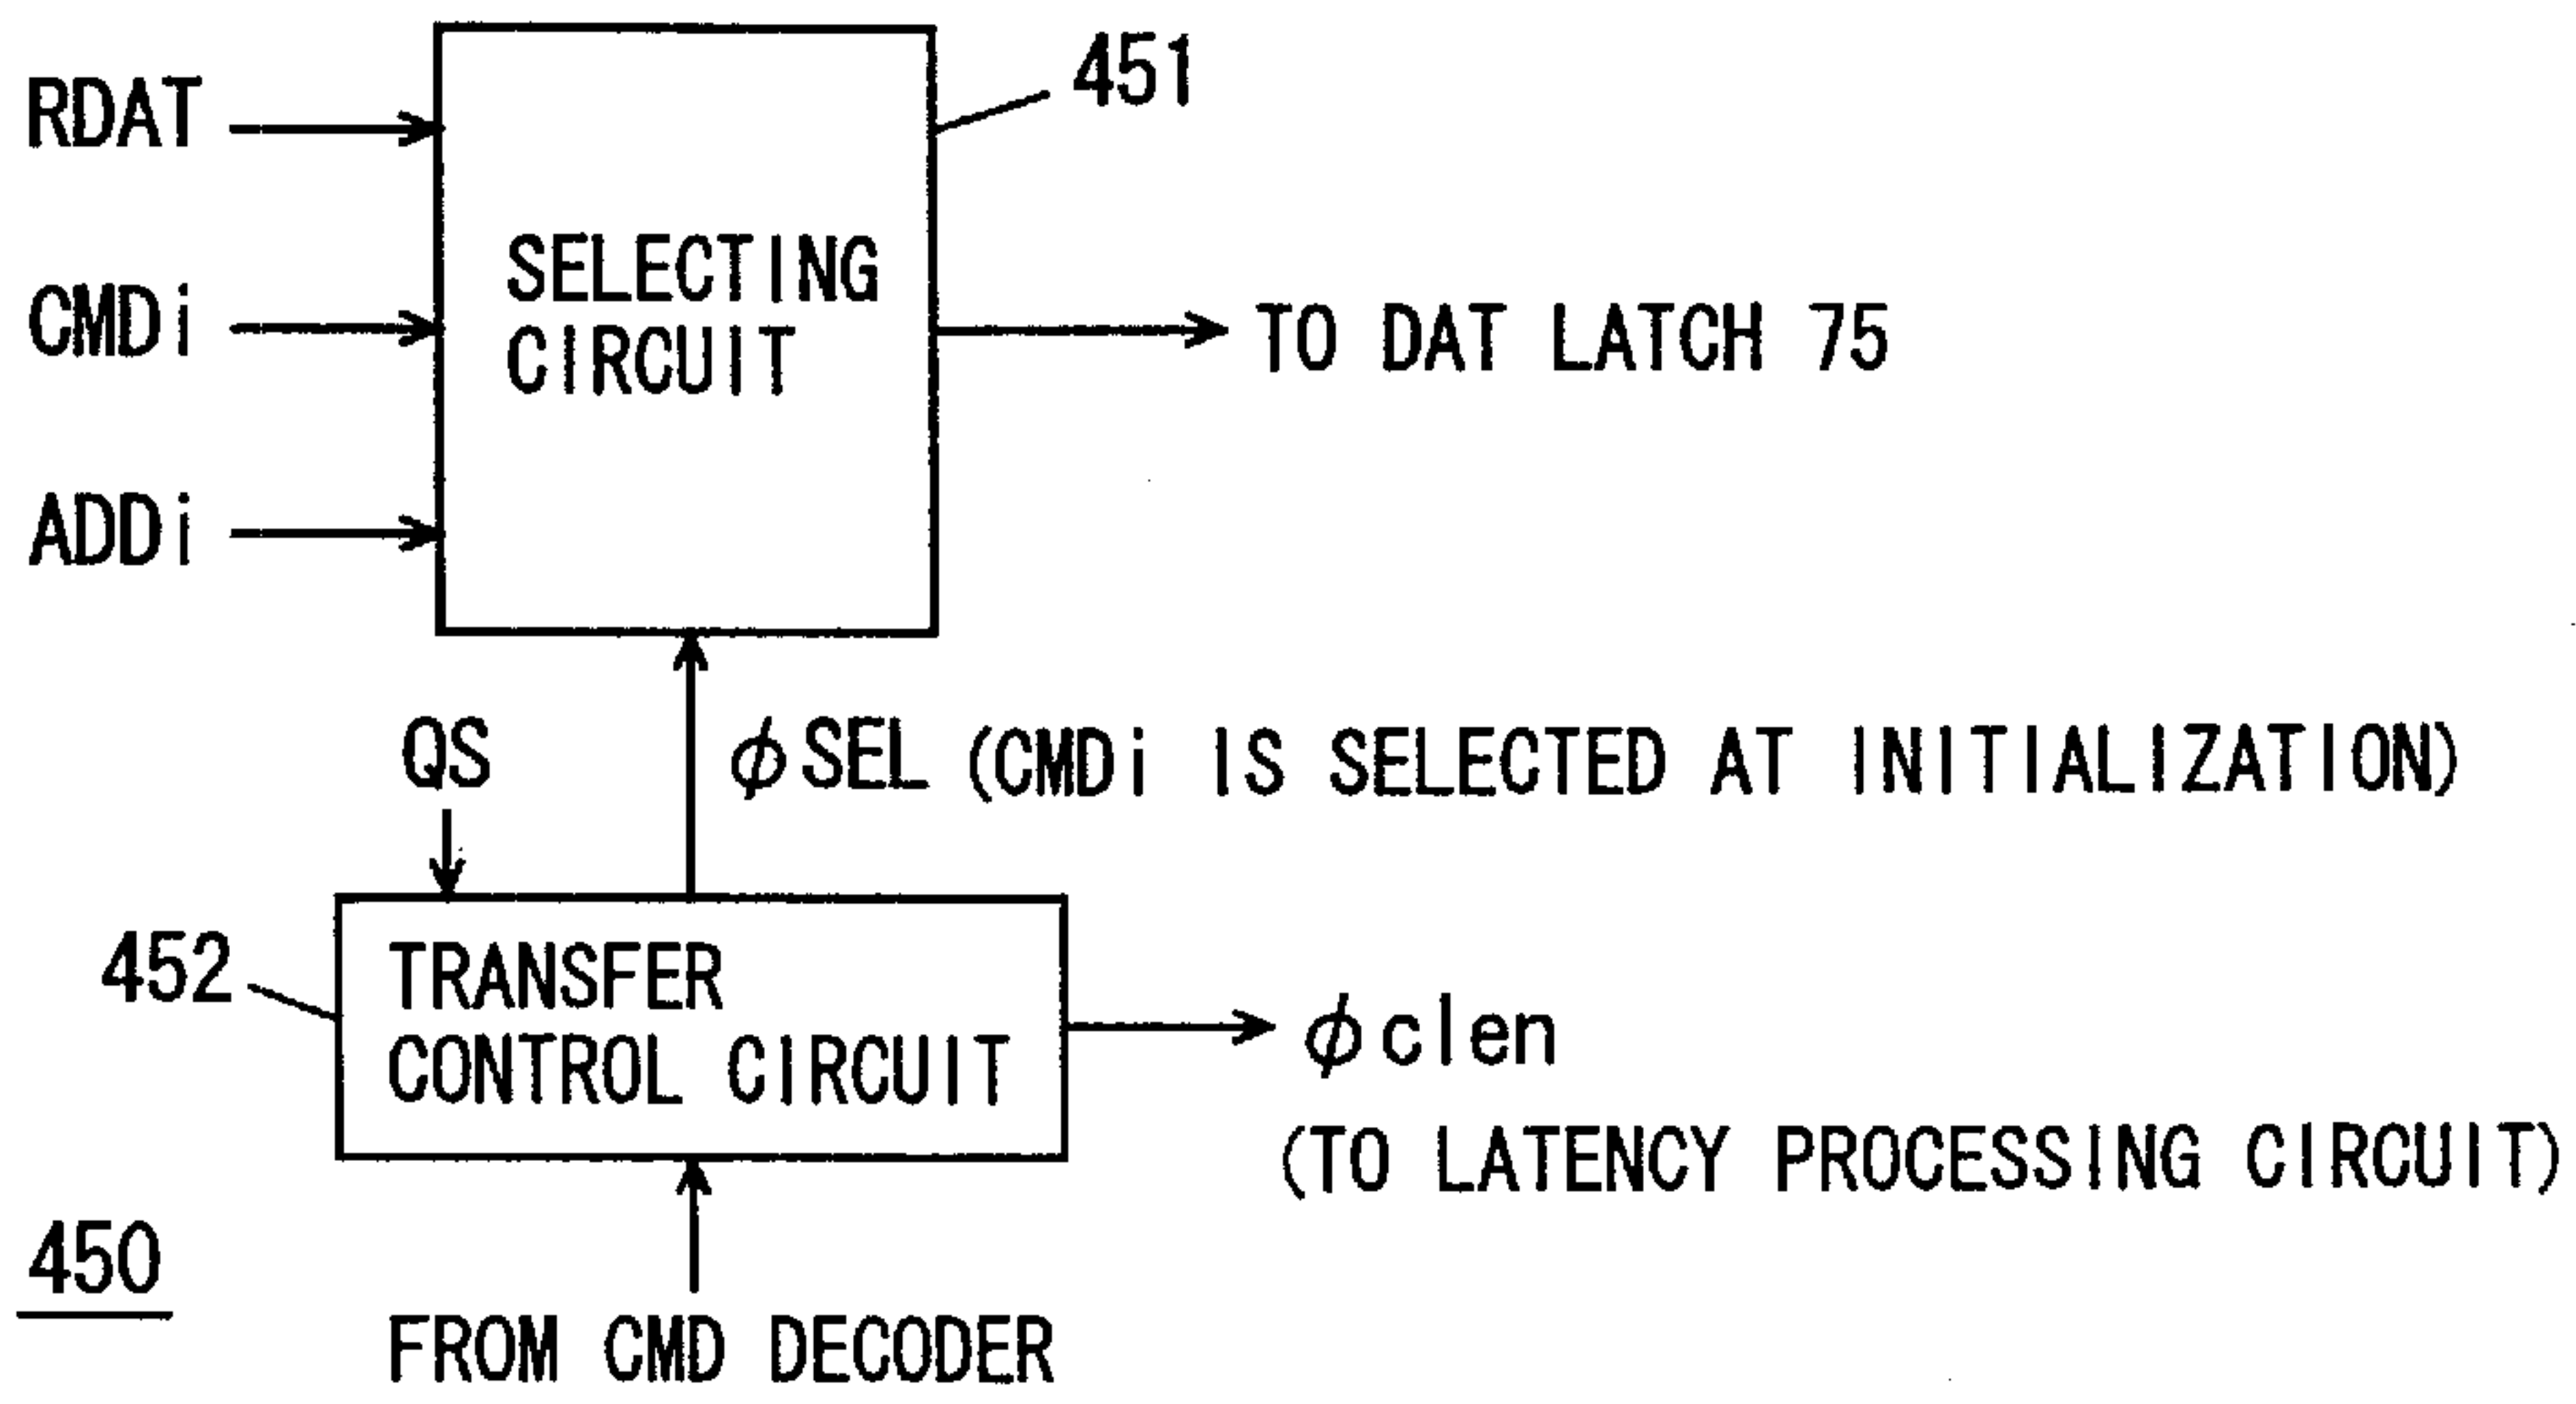 RDAT
451
CMDi
SELECTING
CIRCUIT
TO DAT LATCH 75
ADDi
QS
ϕSEL (CMDi IS SELECTED AT INITIALIZATION)
452
TRANSFER
CONTROL CIRCUIT
ϕclen
(TO LATENCY PROCESSING CIRCUIT)
450
FROM CMD DECODER